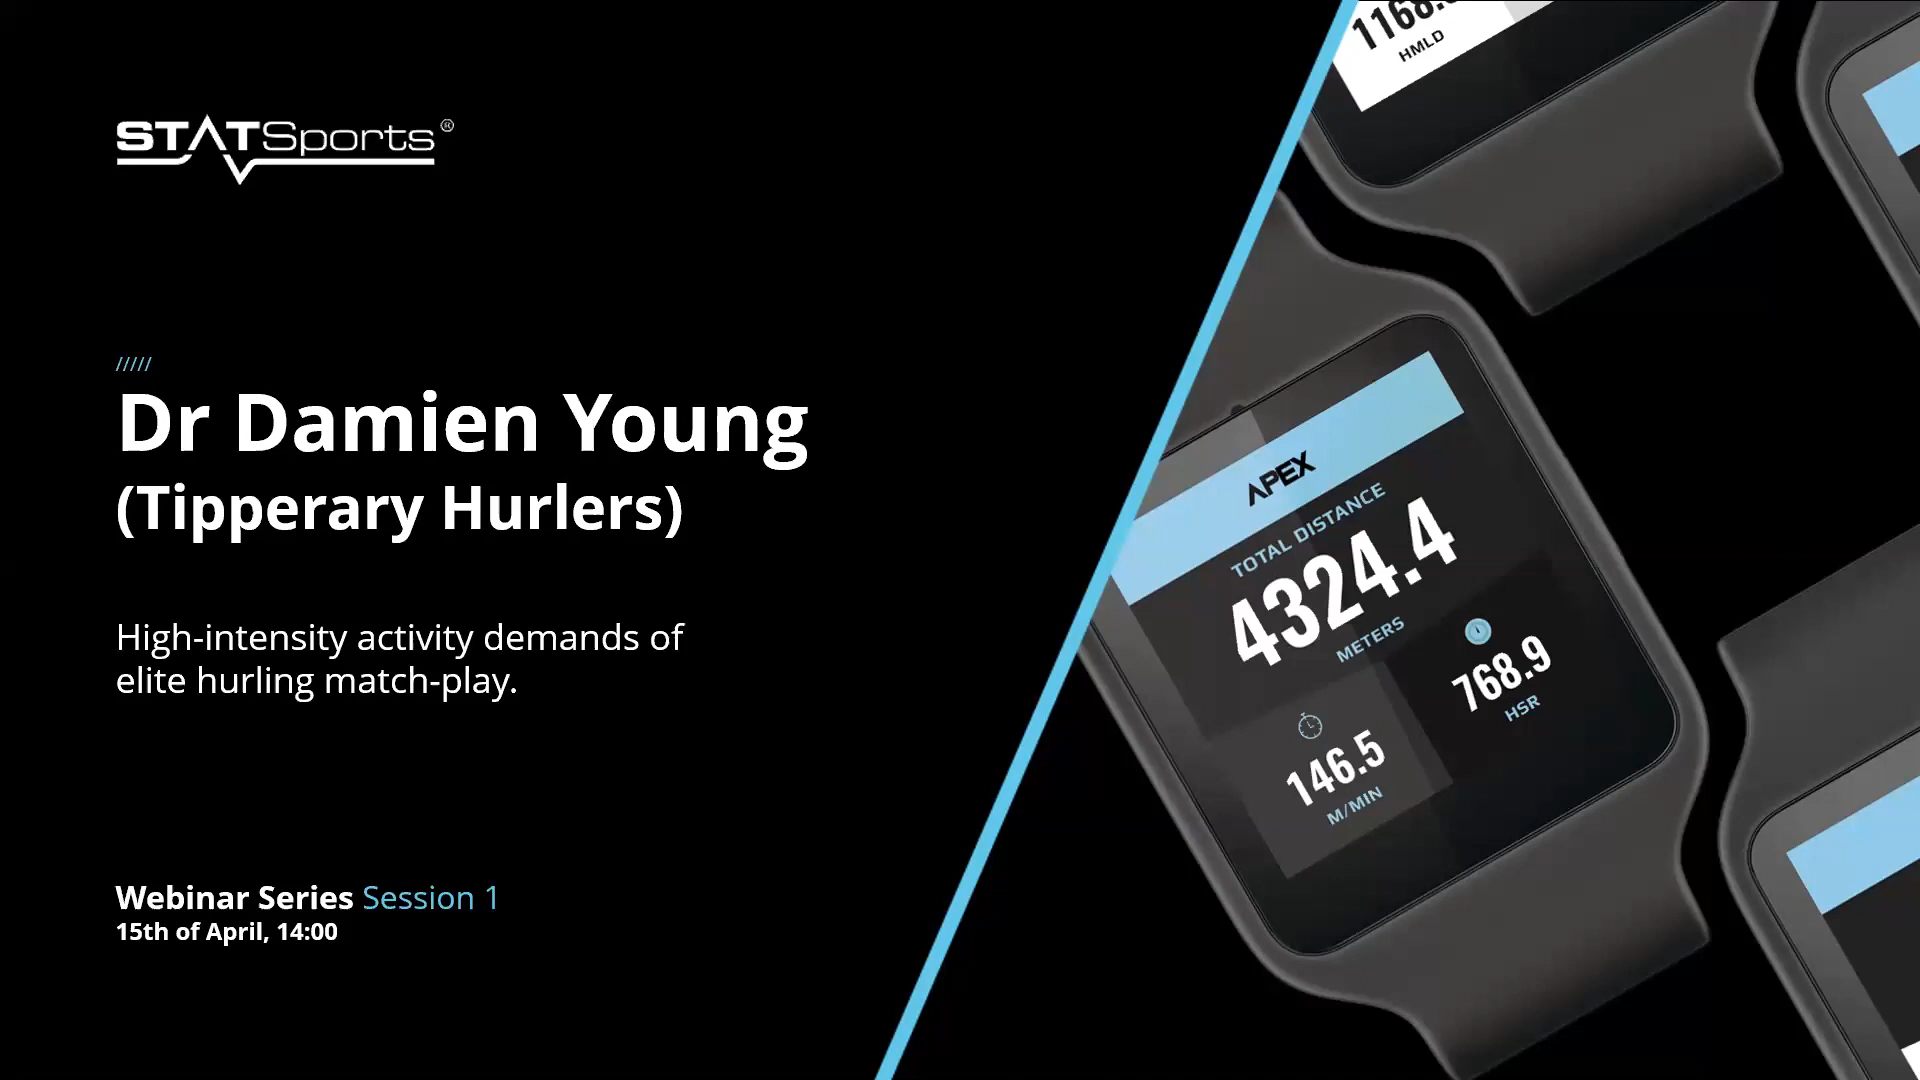 STATSports®
/////
Dr Damien Young
(Tipperary Hurlers)
High-intensity activity demands of
elite hurling match-play.
Webinar Series Session 1
15th of April, 14:00
HMLD
APEX
TOTAL DISTANCE
4324.4
METERS
768.9
HSR
146.5
M/MIN